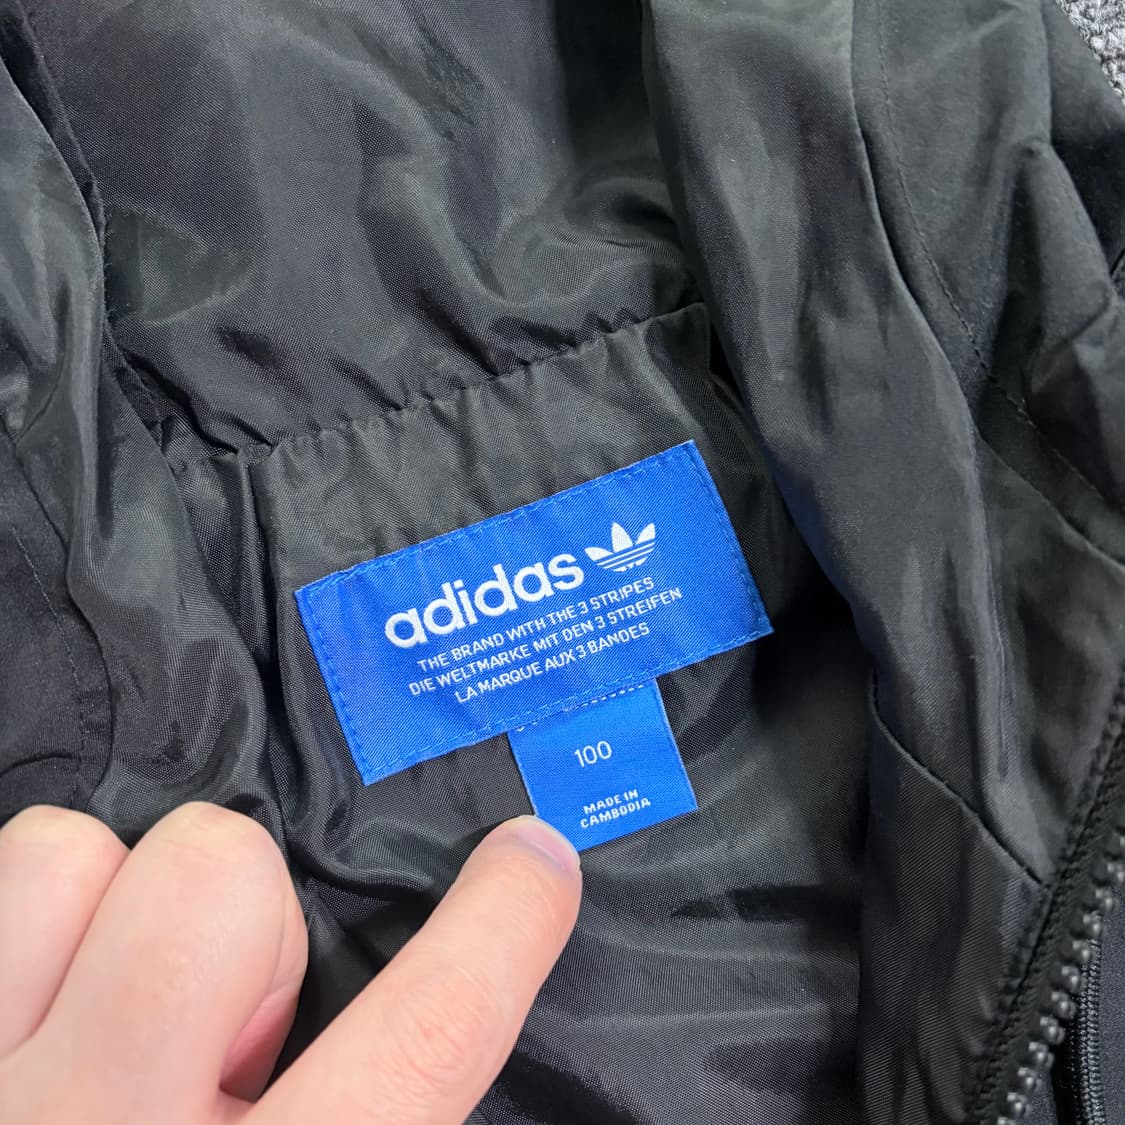 adidas
THE BRAND WITH THE 3 STRIPES
DIE WELTMARKE MIT DEN 3 STREIFEN
LA MARQUE AUX 3 BANDES
100
MADE IN
CAMBODIA